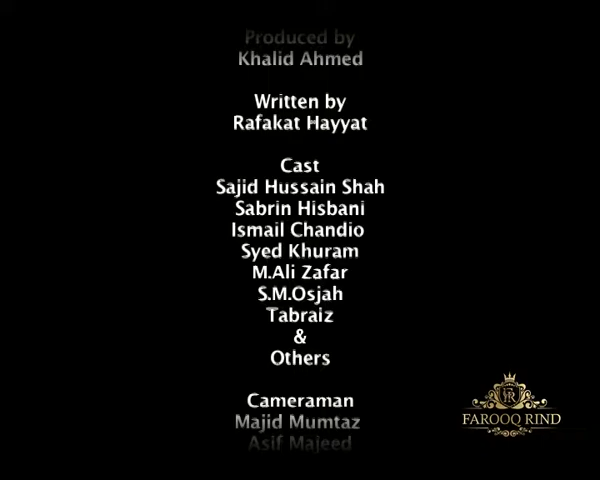 Produced by
Khalid Ahmed
Written by
Rafakat Hayyat
Cast
Sajid Hussain Shah
Sabrin Hisbani
Ismail Chandio
Syed Khuram
M.Ali Zafar
S.M.Osjah
Tabraiz
&
Others
Cameraman
Majid Mumtaz
Asif Majeed
FR
FAROOQ RIND